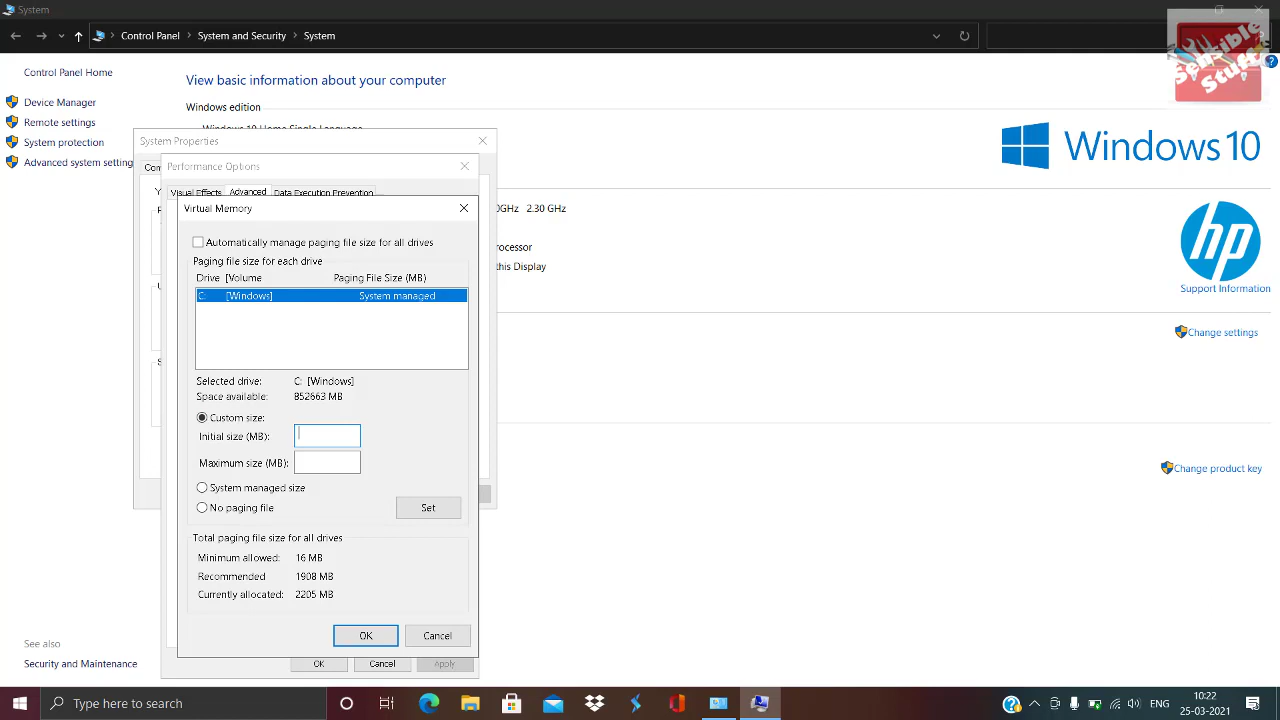 System
Control Panel
System and Security
System
Sensible Stuff
Control Panel Home
View basic information about your computer
Device Manager
Windows edition
Remote settings
System protection
System Properties
Windows 10
Advanced system setting
Performance Options
Visual Effects
Advanced
Data Execution Prevention
Virtual Memory
0GHz 2.30 GHz
Automatically manage paging file size for all drives
rocessor
Paging file size for each drive
this Display
Drive [Volume
Paging File Size (MB)
hp
Support Information
C: [Windows]
System managed
Change settings
Selected drive: C: [Windows]
Space available: 852663 MB
Custom size:
Initial size (MB):
Maximum size (MB):
Change product key
System managed size
No paging file
Set
Total paging file size for all drives
Minimum allowed: 16 MB
Recommended 1908 MB
Currently allocated: 2205 MB
OK
Cancel
See also
Security and Maintenance
OK
Cancel
Apply
Type here to search
ENG
10:22
25-03-2021